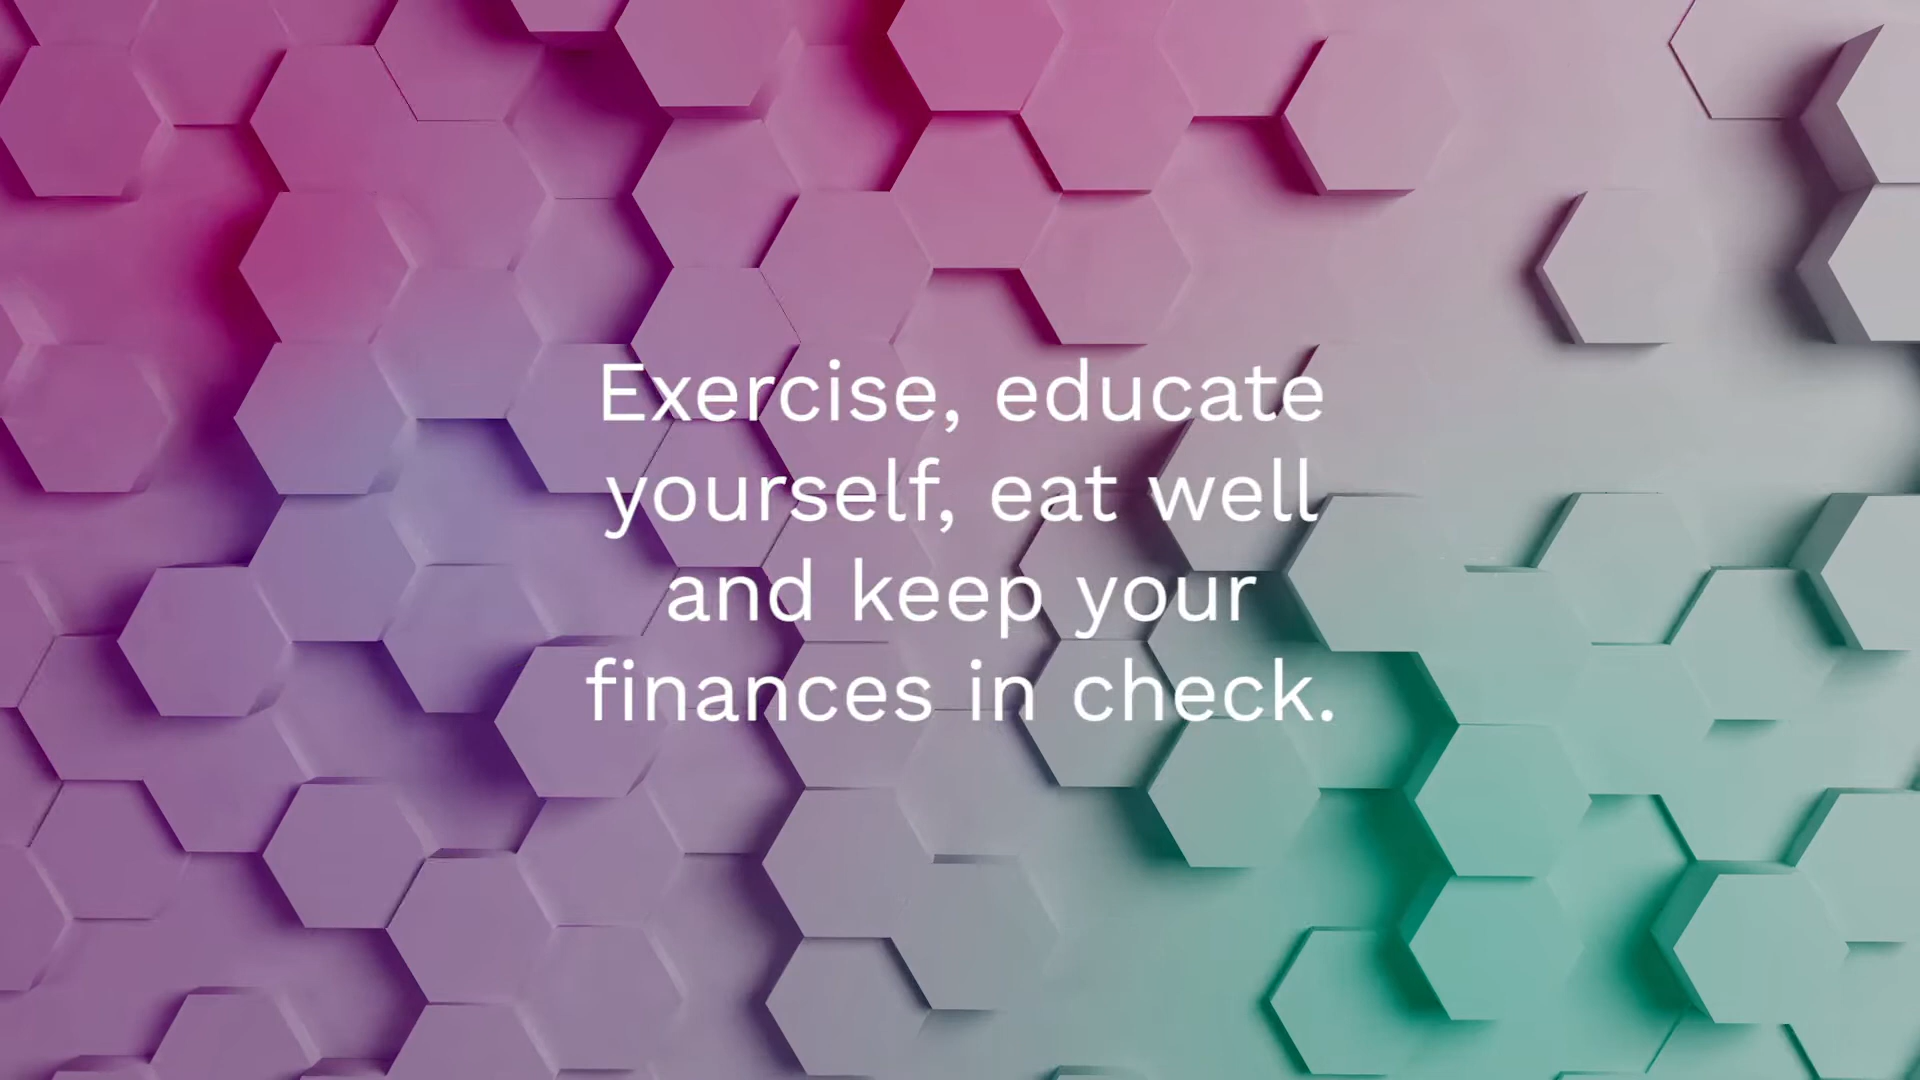 Exercise, educate
yourself, eat well
and keep your
finances in check.